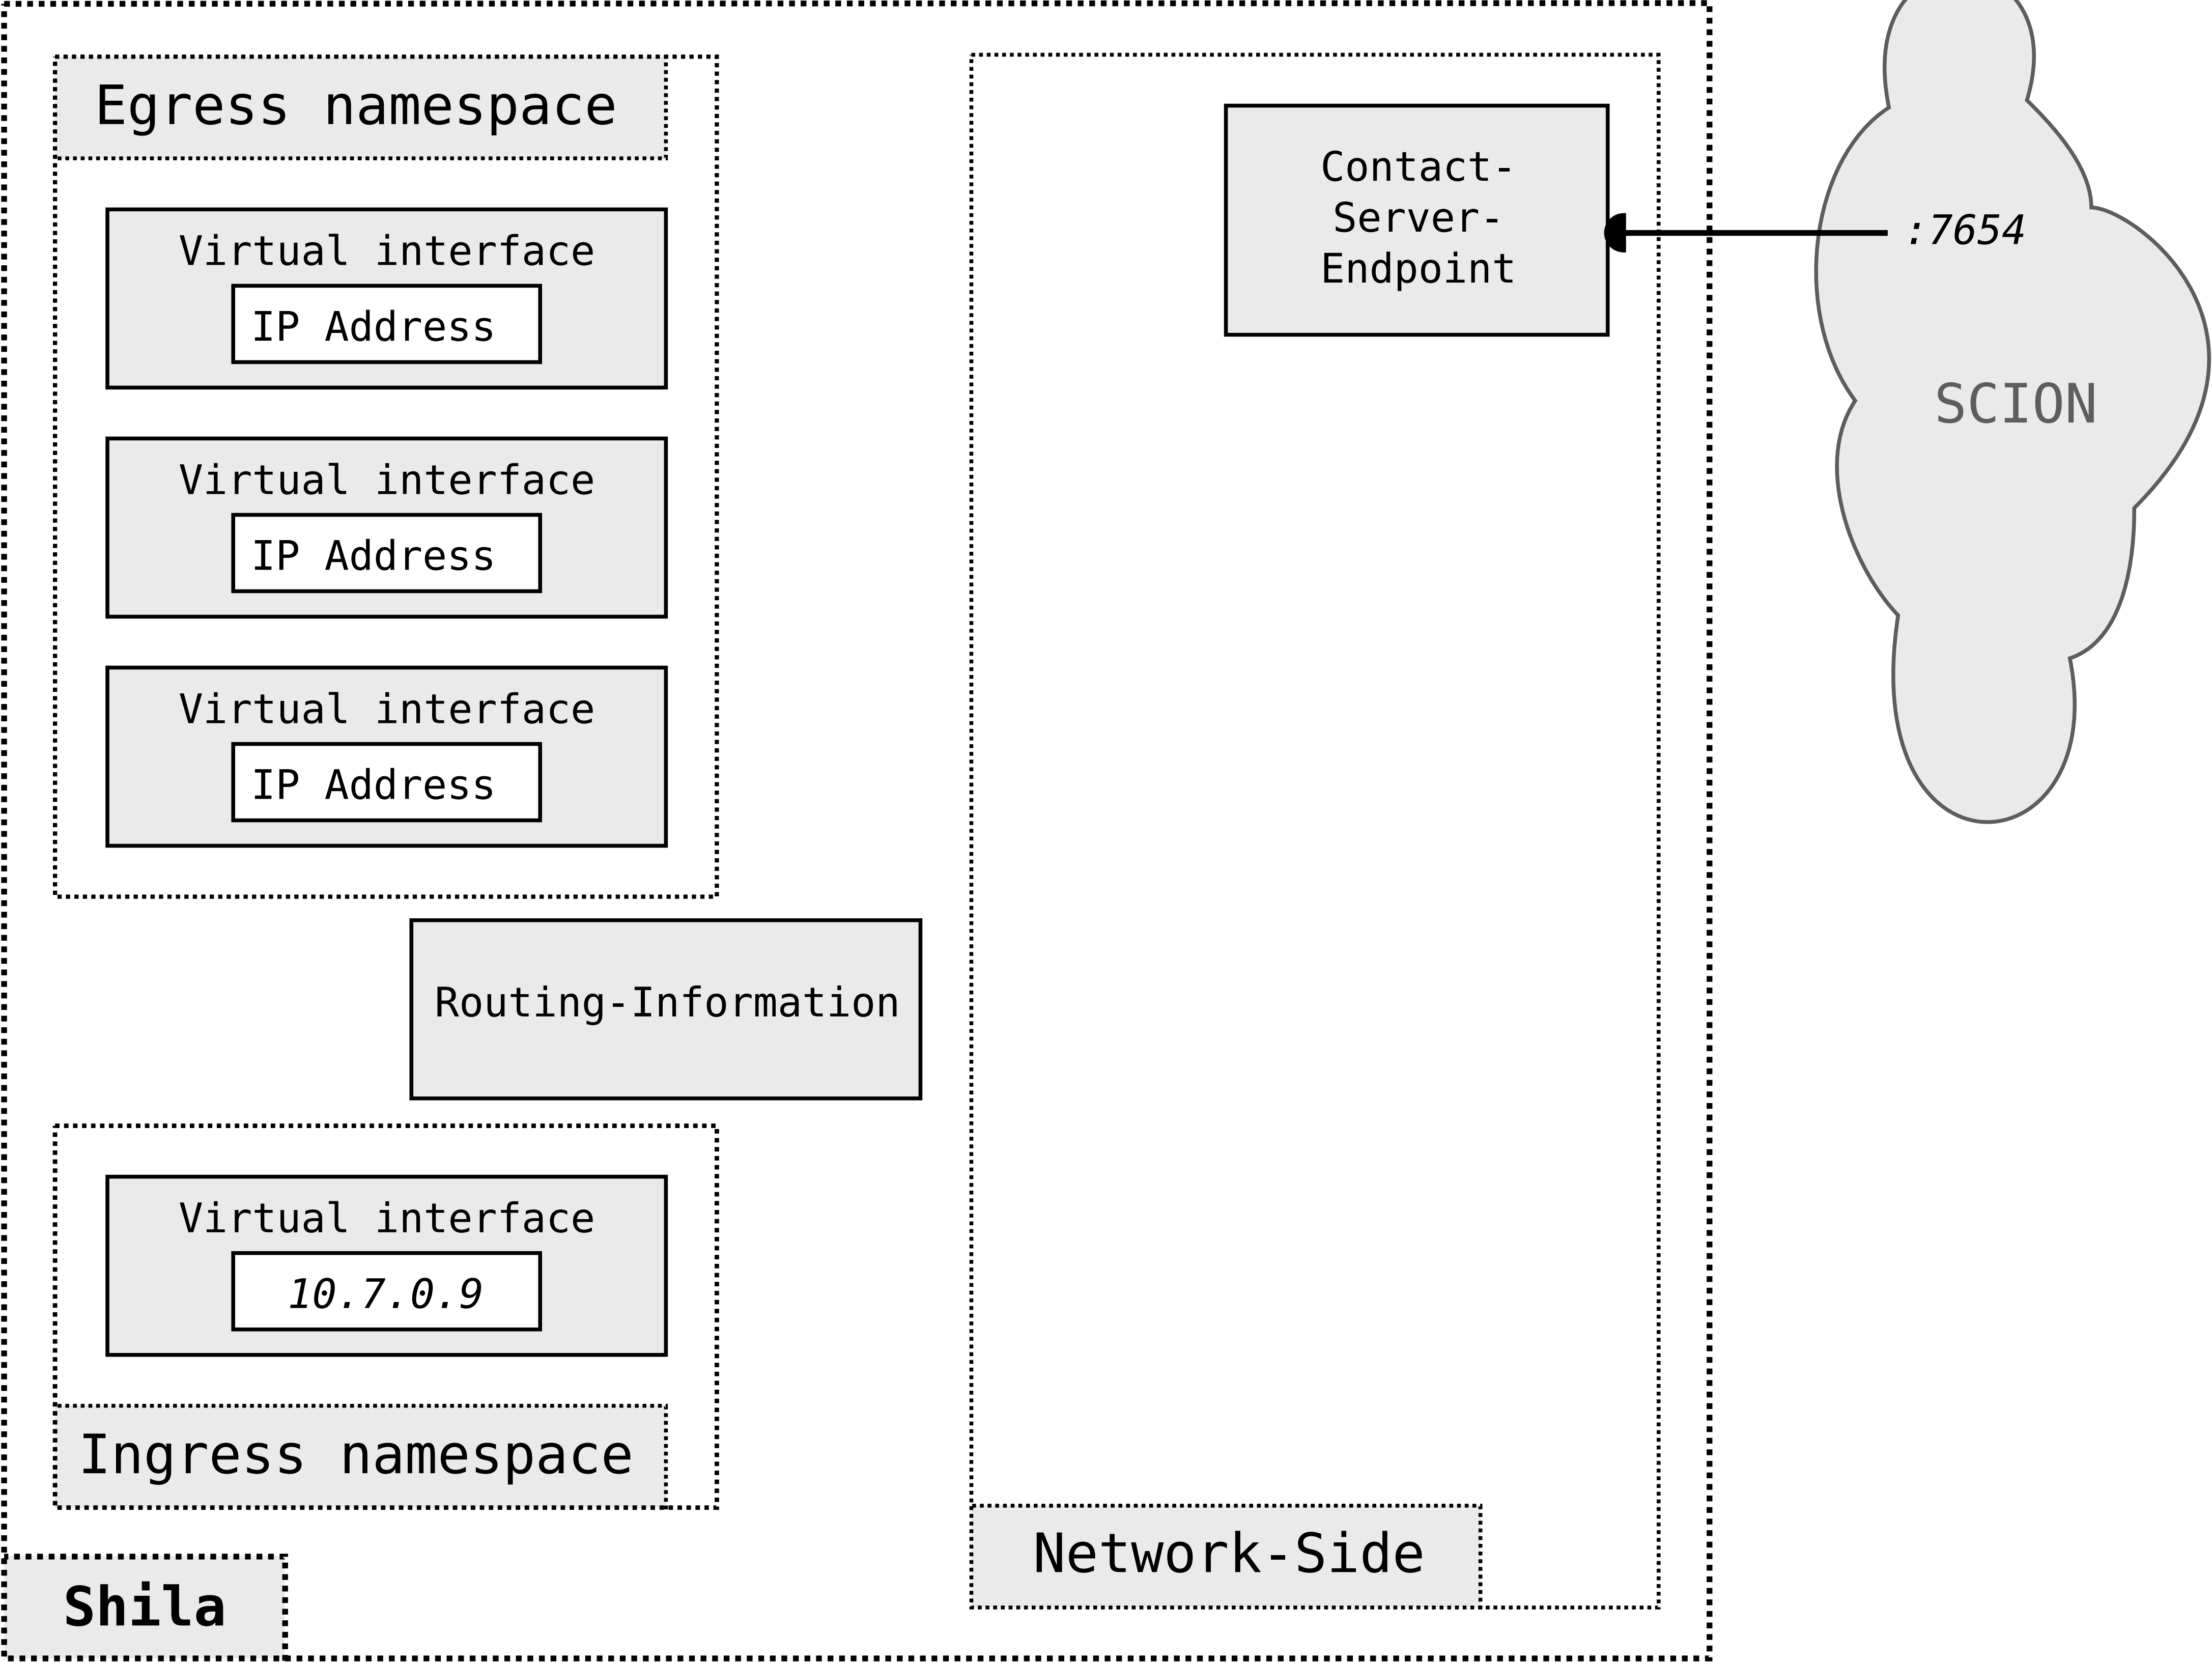 Egress namespace
Virtual interface
IP Address
Virtual interface
IP Address
Virtual interface
IP Address
Routing-Information
Virtual interface
10.7.0.9
Ingress namespace
Shila
Contact-
Server-
Endpoint
Network-Side
:7654
SCION